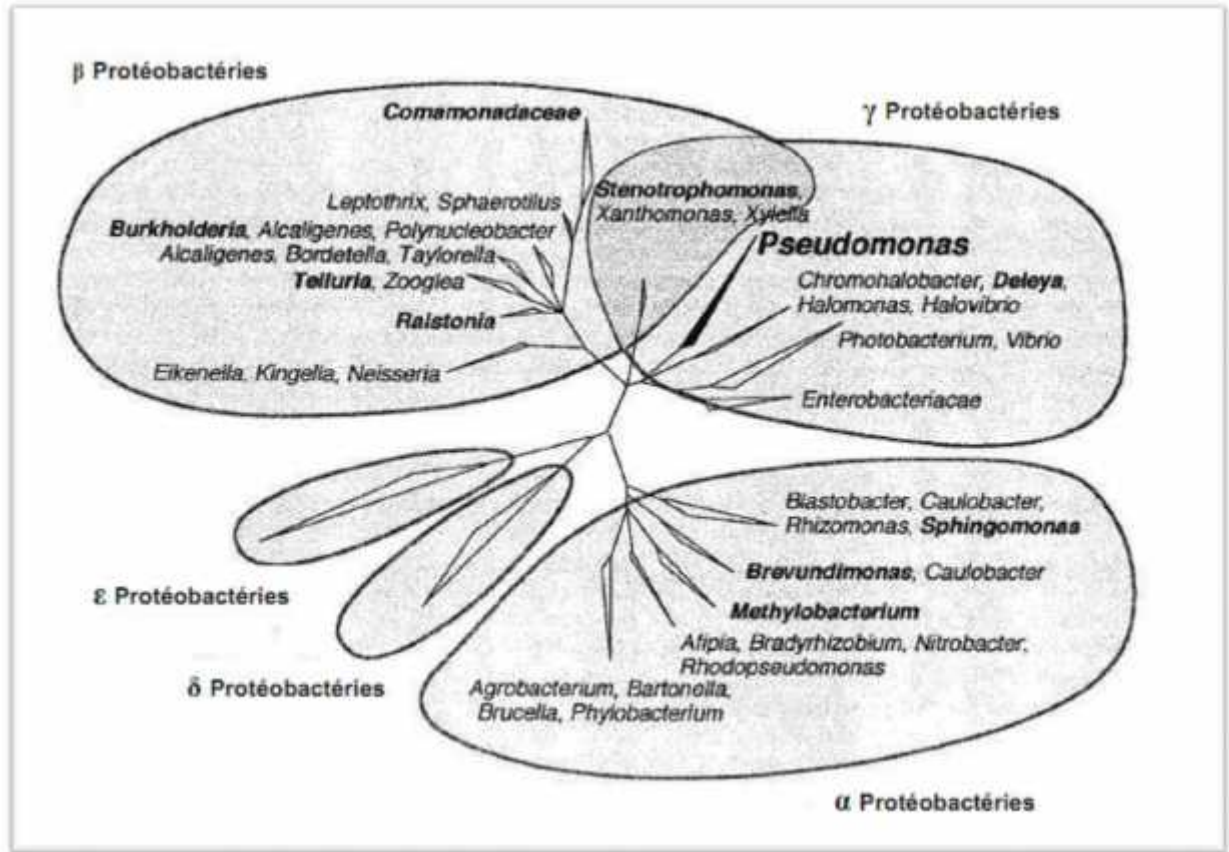 β Protéobactéries
Comamonadaceae
γ Protéobactéries
Stenotrophomonas,
Xanthomonas, Xylella
Leptothrix, Sphaerotilus
Burkholderia, Alcaligenes, Polynucleobacter
Alcaligenes, Bordetella, Taylorella
Telluria, Zooglea
Ralstonia
Eikenella, Kingella, Neisseria
Pseudomonas
Chromohalobacter, Deleya,
Halomonas, Halovibrio
Photobacterium, Vibrio
Enterobacteriacae
Blastobacter, Caulobacter,
Rhizomonas, Sphingomonas
Brevundimonas, Caulobacter
Methylobacterium
Afipia, Bradyrhizobium, Nitrobacter,
Rhodopseudomonas
Agrobacterium, Bartonella,
Brucella, Phylobacterium
ε Protéobactéries
δ Protéobactéries
α Protéobactéries